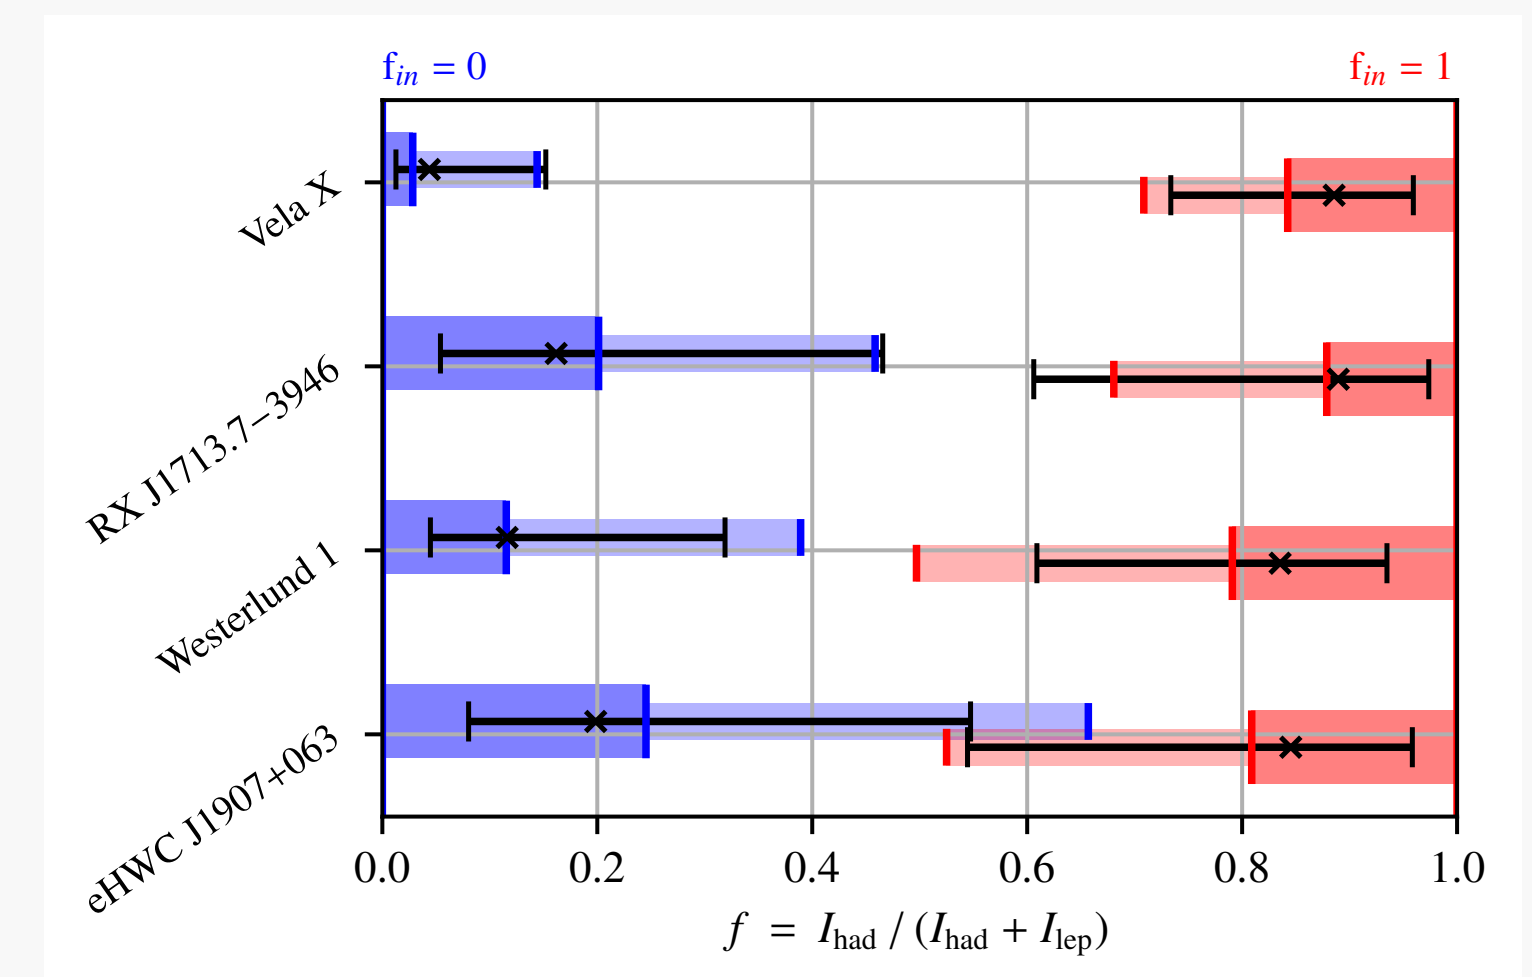 f_in = 0
f_in = 1
Vela X
RX J1713.7−3946
Westerlund 1
eHWC J1907+063
0.0 0.2 0.4 0.6 0.8 1.0
f = I_had / (I_had + I_lep)